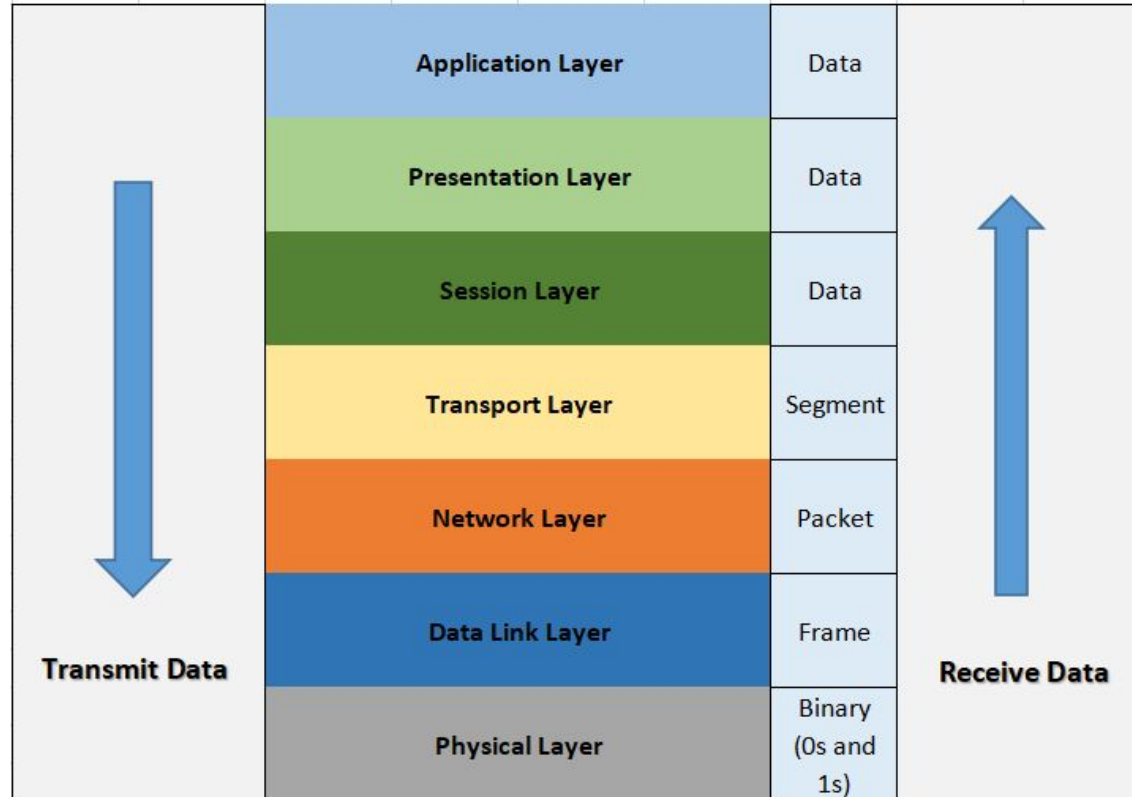 Application Layer
Data
Presentation Layer
Data
Session Layer
Data
Transport Layer
Segment
Network Layer
Packet
Data Link Layer
Frame
Transmit Data
Receive Data
Physical Layer
Binary
(0s and
1s)